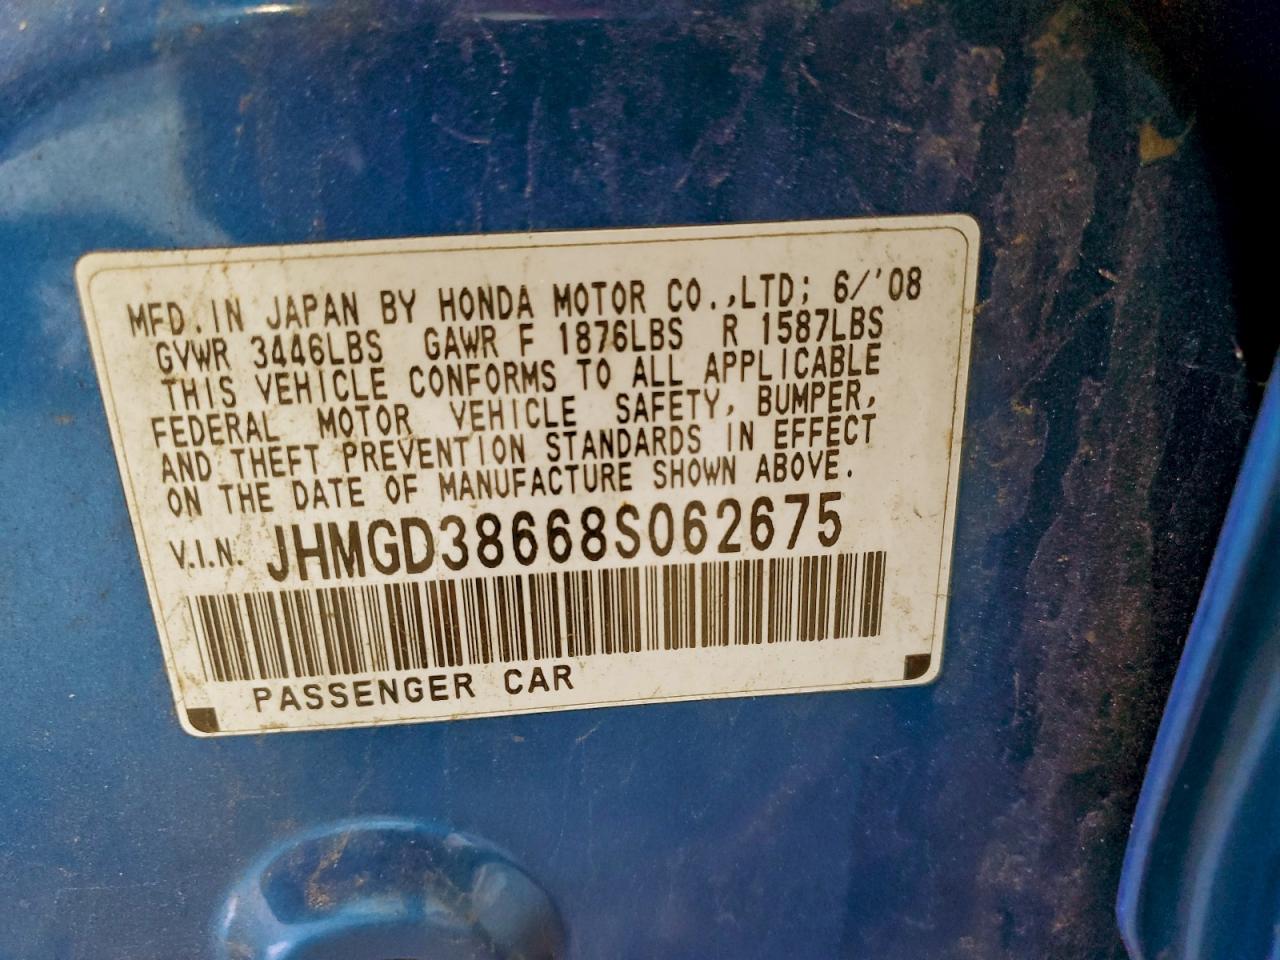 MFD. IN JAPAN BY HONDA MOTOR CO.,LTD; 6/'08
GVWR 3446LBS GAWR F 1876LBS R 1587LBS
THIS VEHICLE CONFORMS TO ALL APPLICABLE
FEDERAL MOTOR VEHICLE SAFETY, BUMPER,
AND THEFT PREVENTION STANDARDS IN EFFECT
ON THE DATE OF MANUFACTURE SHOWN ABOVE.
V.I.N. JHMGD38668S062675
PASSENGER CAR